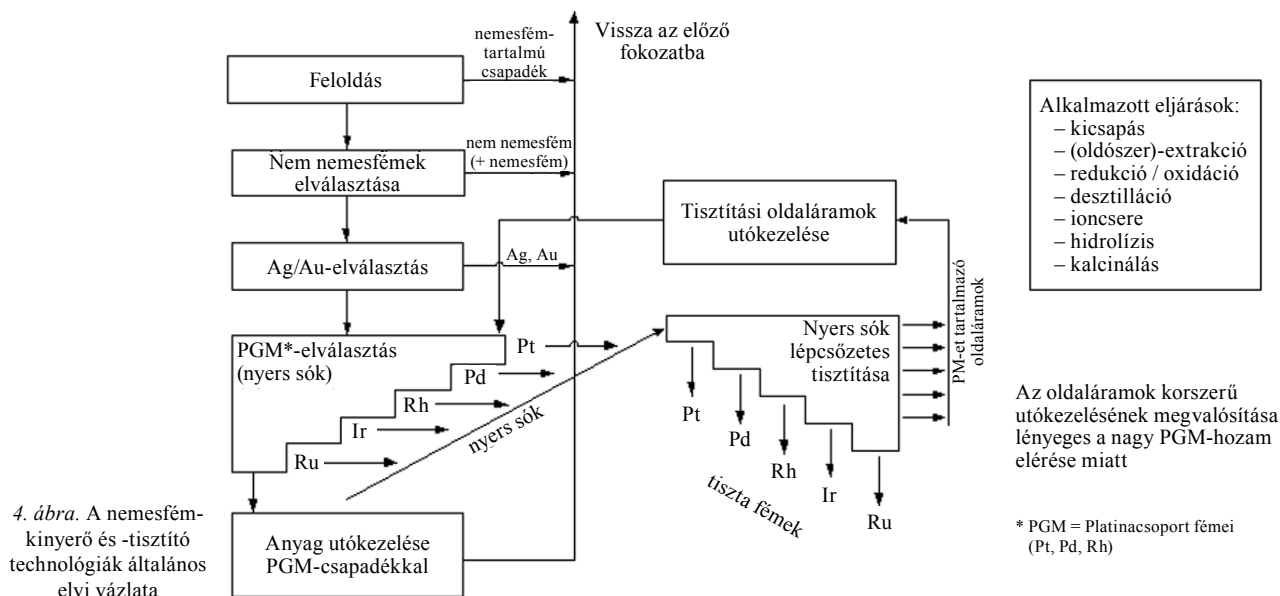 nemesfém-
tartalmú
csapadék
Vissza az előző
fokozatba
Feloldás
nem nemesfém
(+ nemesfém)
Nem nemesfémek
elválasztása
Ag/Au-elválasztás
Ag, Au
Tisztítási oldaláramok
utókezelése
Alkalmazott eljárások:
– kicsapás
– (oldószer)-extrakció
– redukció / oxidáció
– desztilláció
– ioncsere
– hidrolízis
– kalcinálás
PGM*-elválasztás
(nyers sók)
Pt
Pd
Rh
Ir
Ru
nyers sók
Nyers sók
lépcsőzetes
tisztítása
PM-et tartalmazó
oldaláramok
Pt
Pd
Rh
Ir
Ru
tiszta fémek
Az oldaláramok korszerű
utókezelésének megvalósítása
lényeges a nagy PGM-hozam
elérése miatt
Anyag utókezelése
PGM-csapadékkal
* PGM = Platinacsoport fémei
(Pt, Pd, Rh)
4. ábra. A nemesfém-
kinyerő és -tisztító
technológiák általános
elvi vázlata